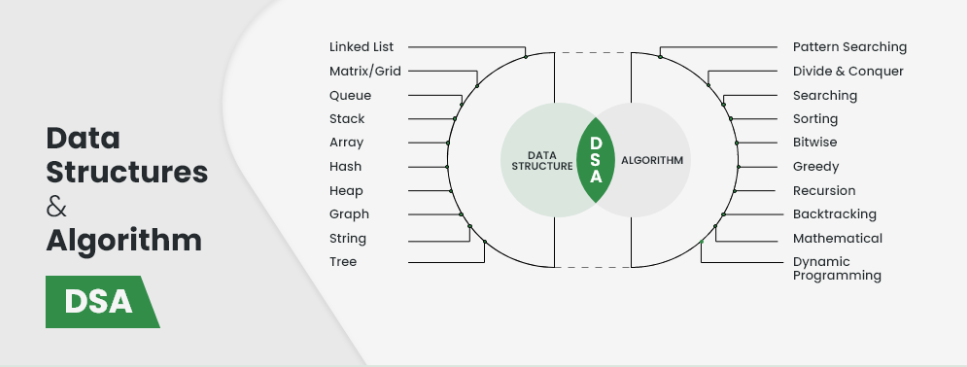 Data
Structures
&
Algorithm
DSA
Linked List
Matrix/Grid
Queue
Stack
Array
Hash
Heap
Graph
String
Tree
DATA
STRUCTURE
D
S
A
ALGORITHM
Pattern Searching
Divide & Conquer
Searching
Sorting
Bitwise
Greedy
Recursion
Backtracking
Mathematical
Dynamic
Programming